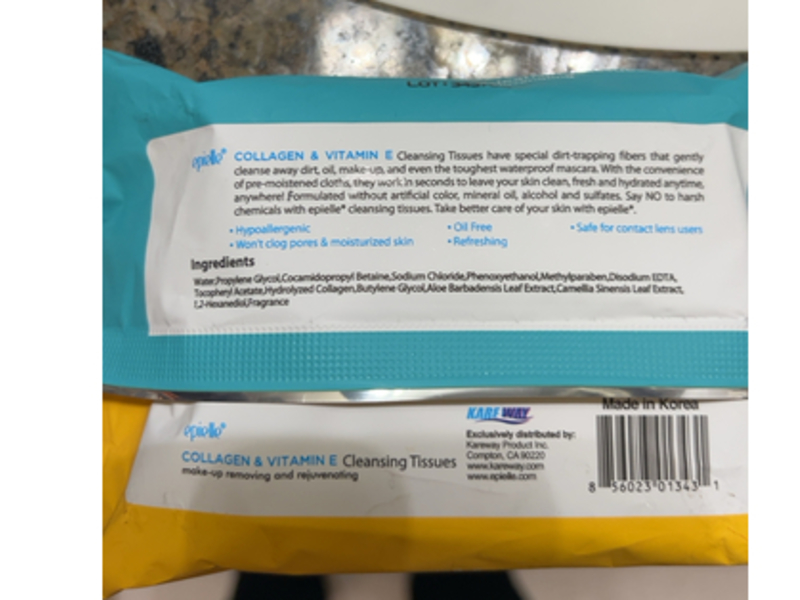 epielle®
COLLAGEN & VITAMIN E Cleansing Tissues have special dirt-trapping fibers that gently
cleanse away dirt, oil, make-up, and even the toughest waterproof mascara. With the convenience
of pre-moistened cloths, they work in seconds to leave your skin clean, fresh and hydrated anytime,
anywhere! Formulated without artificial color, mineral oil, alcohol and sulfates. Say NO to harsh
chemicals with epielle® cleansing tissues. Take better care of your skin with epielle®.
• Hypoallergenic • Oil Free • Safe for contact lens users
• Won't clog pores & moisturized skin • Refreshing
Ingredients
Water,Propylene Glycol,Cocamidopropyl Betaine,Sodium Chloride,Phenoxyethanol,Methylparaben,Disodium EDTA,
Tocopheryl Acetate,Hydrolyzed Collagen,Butylene Glycol,Aloe Barbadensis Leaf Extract,Camellia Sinensis Leaf Extract,
1,2-Hexanediol,Fragrance
epielle®
COLLAGEN & VITAMIN E Cleansing Tissues
make-up removing and rejuvenating
KAREWAY
Exclusively distributed by:
Kareway Product Inc.
Compton, CA 90220
www.kareway.com
www.epielle.com
Made in Korea
8 56023 01343 1